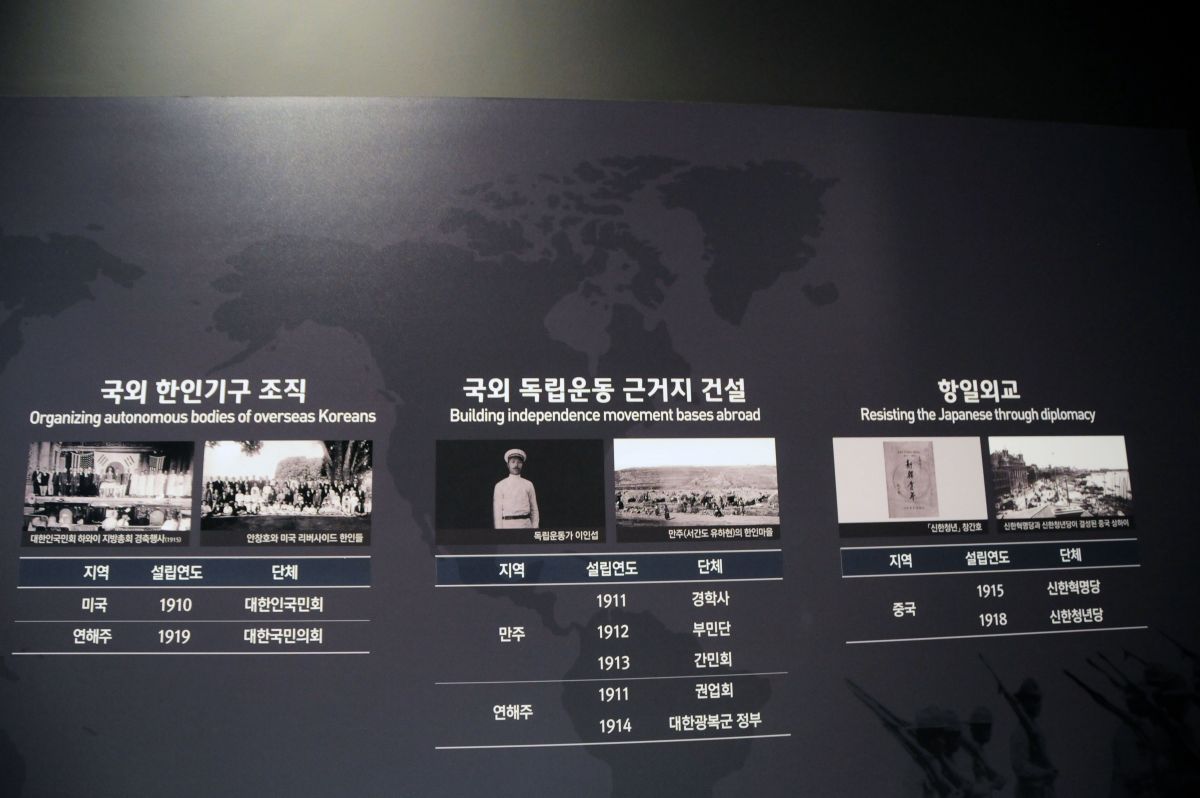 국외 한인기구 조직
Organizing autonomous bodies of overseas Koreans
대한인국민회 하와이 지방총회 경축행사(1915)
안창호와 미국 리버사이드 한인들
지역 설립연도 단체
미국 1910 대한인국민회
연해주 1919 대한국민의회
국외 독립운동 근거지 건설
Building independence movement bases abroad
독립운동가 이인섭
만주(서간도 유하현)의 한인마을
지역 설립연도 단체
만주
1911 경학사
1912 부민단
1913 간민회
연해주
1911 권업회
1914 대한광복군 정부
항일외교
Resisting the Japanese through diplomacy
新韓靑年
「신한청년」 창간호
신한혁명당과 신한청년당이 결성된 중국 상하이
지역 설립연도 단체
중국
1915 신한혁명당
1918 신한청년당